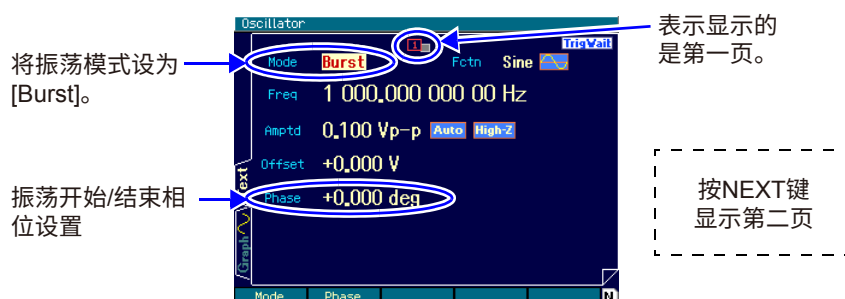 Oscillator
表示显示的
是第一页。
1
TrigWait
将振荡模式设为
[Burst]。
Mode Burst Fctn Sine
Freq 1 000.000 000 00 Hz
Amptd 0.100 Vp-p Auto High-Z
Offset +0.000 V
Text
振荡开始/结束相
位设置
Phase +0.000 deg
Graph
按NEXT键
显示第二页
Mode Phase N